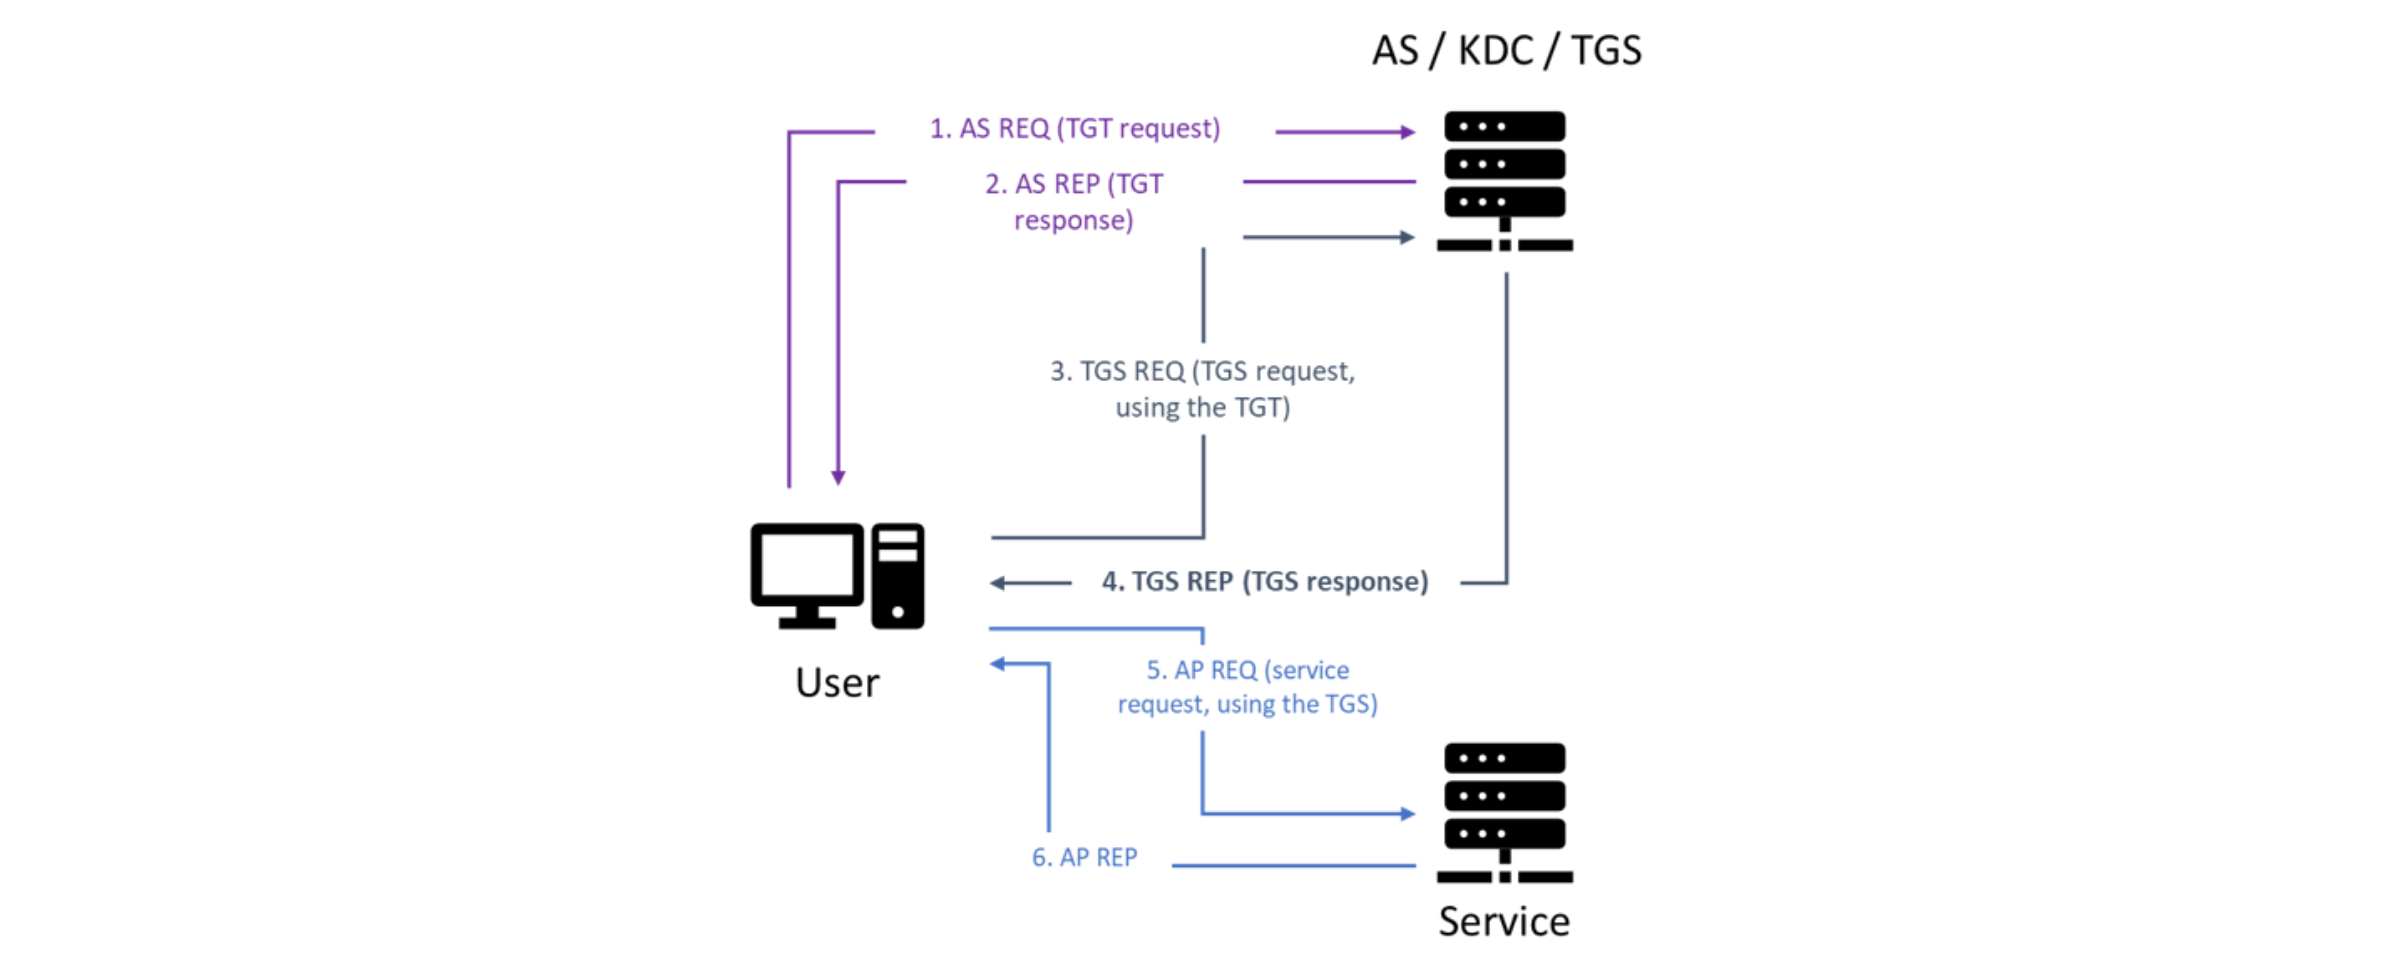 AS / KDC / TGS
1. AS REQ (TGT request)
2. AS REP (TGT
response)
3. TGS REQ (TGS request,
using the TGT)
4. TGS REP (TGS response)
User
5. AP REQ (service
request, using the TGS)
6. AP REP
Service